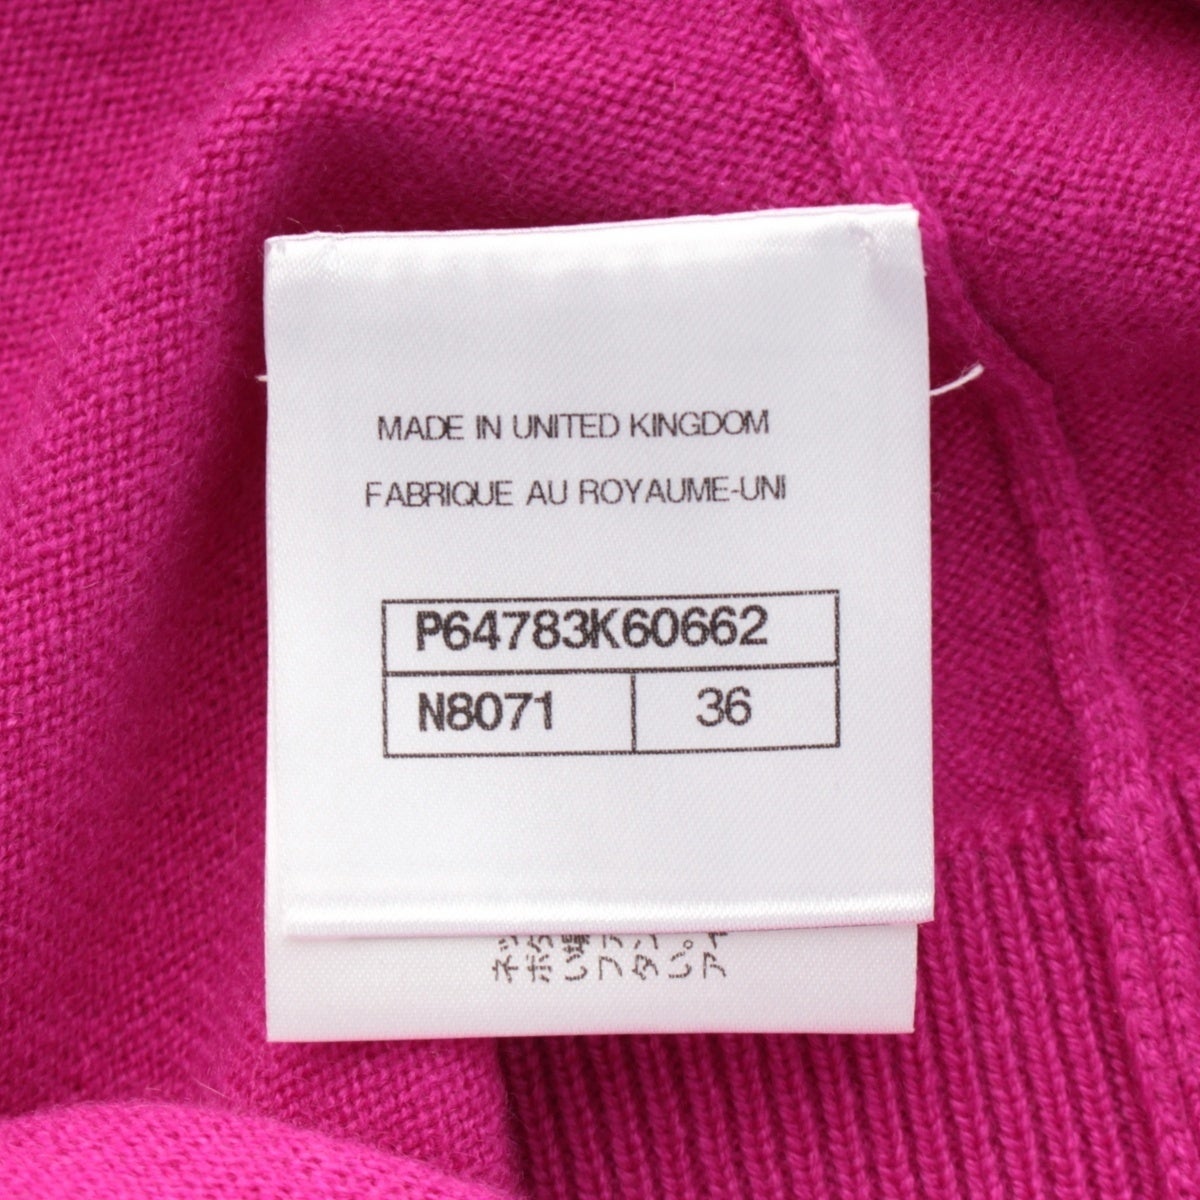 MADE IN UNITED KINGDOM
FABRIQUE AU ROYAUME-UNI
P64783K60662
N8071 36